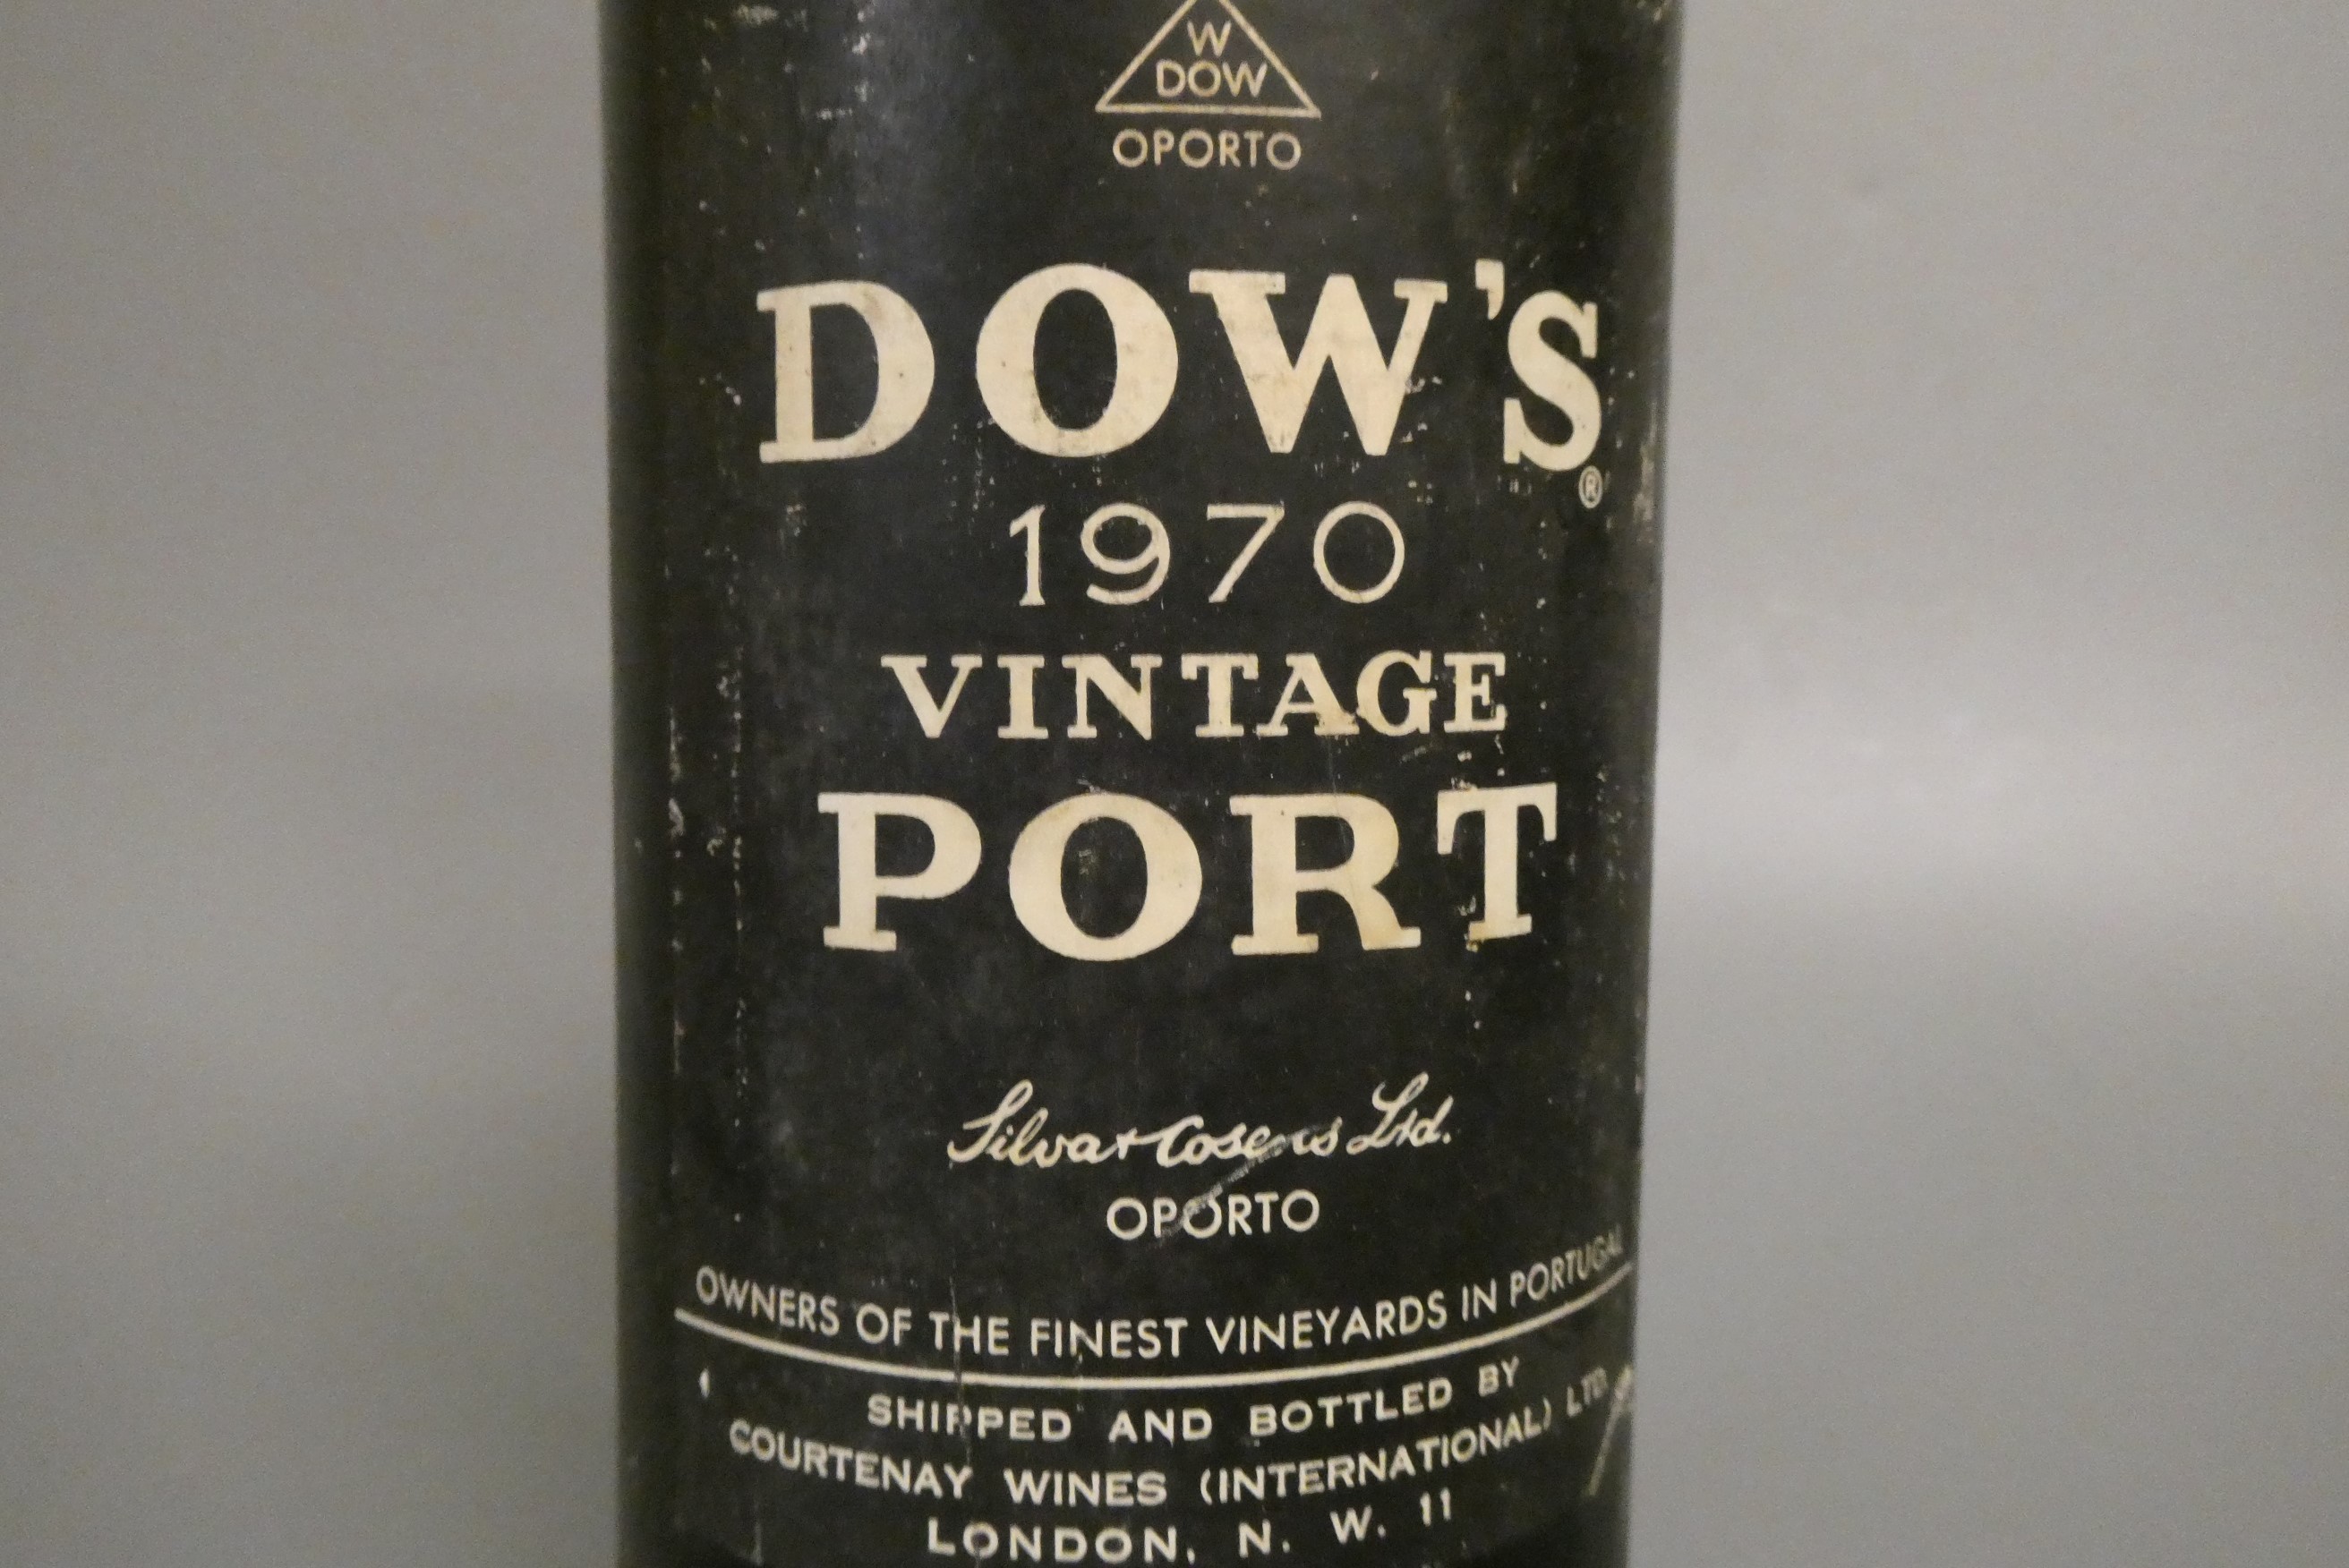 W
DOW
OPORTO
DOW'S®
1970
VINTAGE
PORT
Silva & Cosens Ltd.
OPORTO
OWNERS OF THE FINEST VINEYARDS IN PORTUGAL
SHIPPED AND BOTTLED BY
COURTENAY WINES (INTERNATIONAL) LTD.
LONDON, N. W. 11